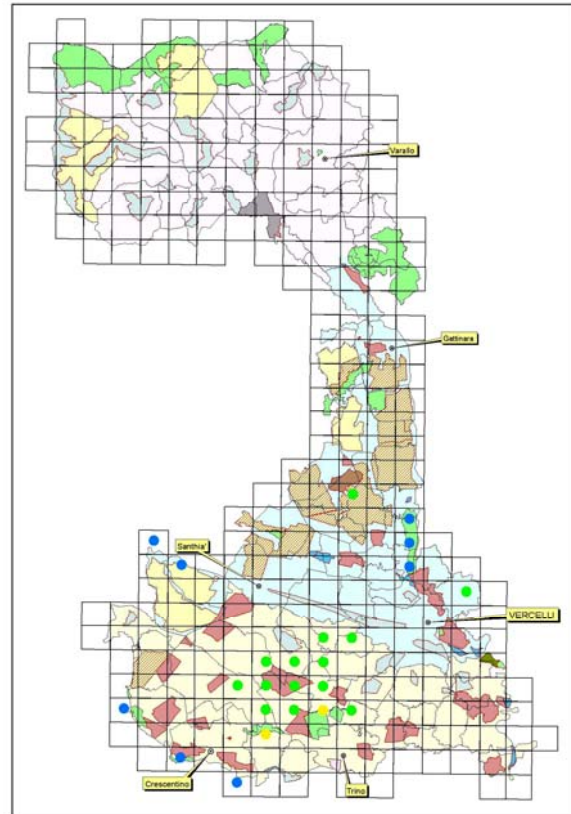 Varallo
Gattinara
Santhia'
VERCELLI
Crescentino
Trino